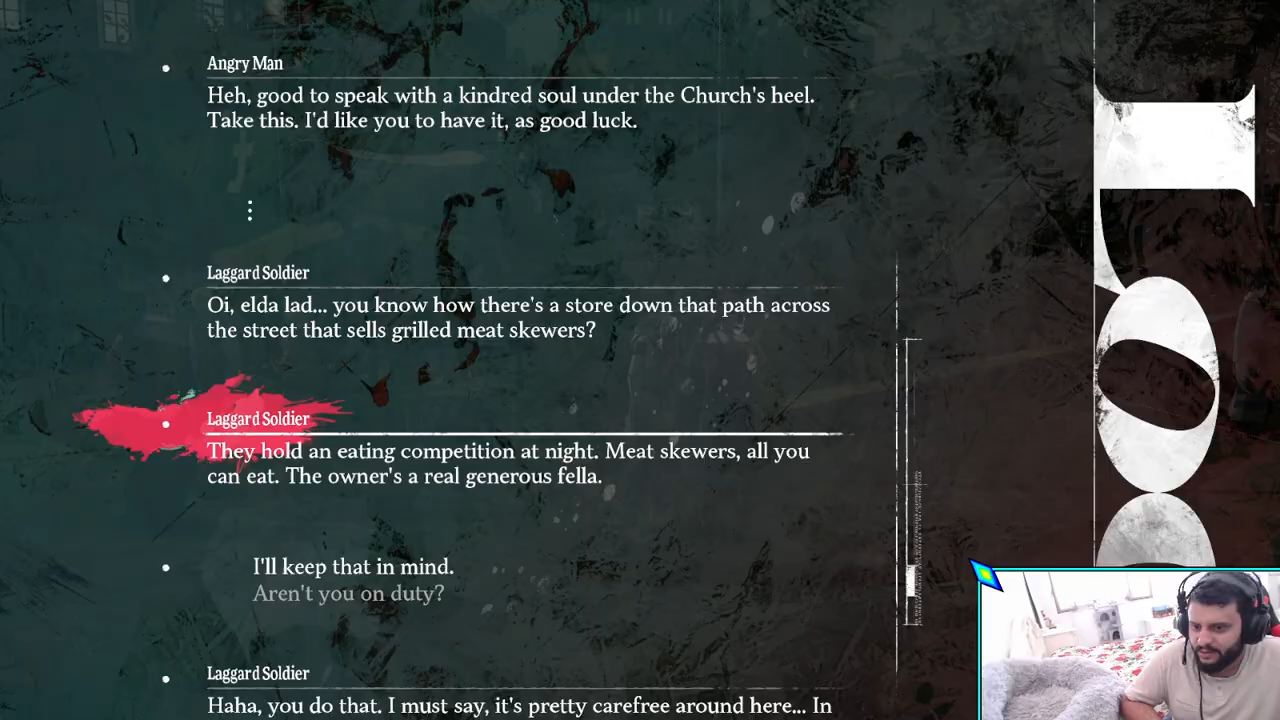 Angry Man
Heh, good to speak with a kindred soul under the Church's heel.
Take this. I'd like you to have it, as good luck.
Laggard Soldier
Oi, elda lad... you know how there's a store down that path across
the street that sells grilled meat skewers?
Laggard Soldier
They hold an eating competition at night. Meat skewers, all you
can eat. The owner's a real generous fella.
I'll keep that in mind.
Aren't you on duty?
Laggard Soldier
Haha, you do that. I must say, it's pretty carefree around here... In